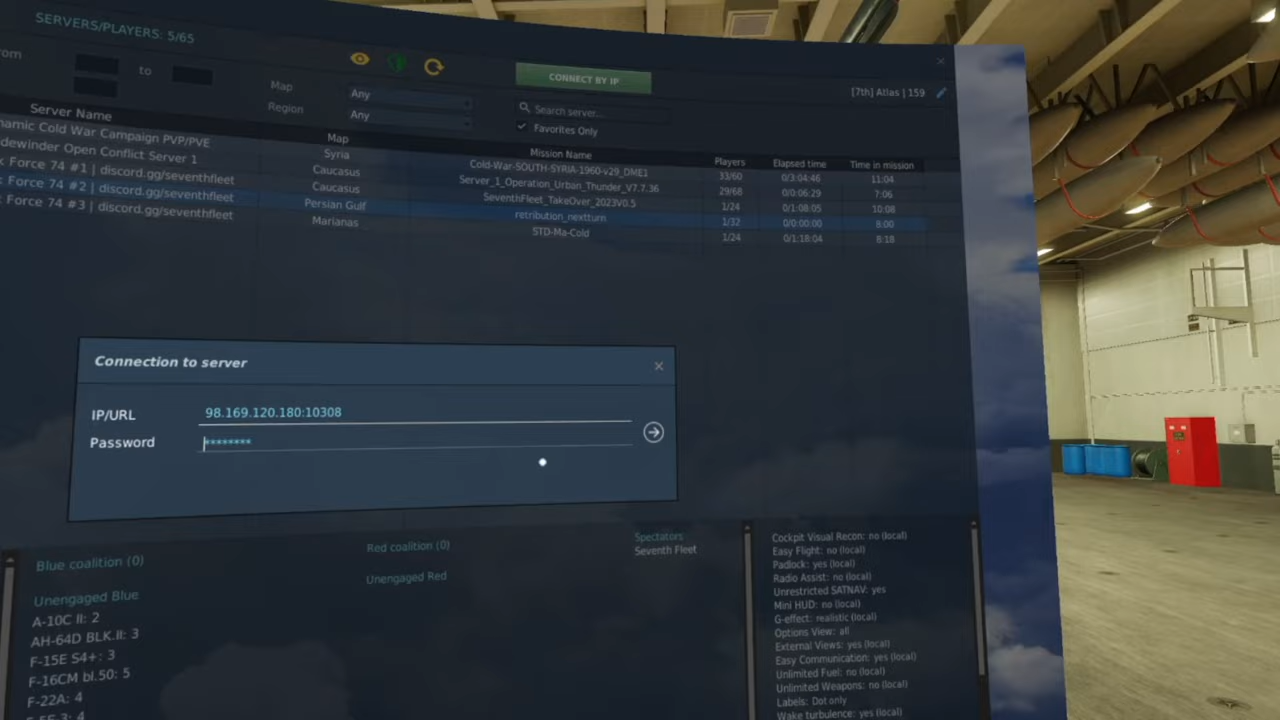 SERVERS/PLAYERS: 5/65
CONNECT BY IP
[7th] Atlas | 159
to
Map Any
Region Any
Search server...
Favorites Only
Server Name Map Mission Name Players Elapsed time Time in mission
namic Cold War Campaign PVP/PVE Syria Cold-War-SOUTH-SYRIA-1960-v29_DME1 33/60 0/3:04:46 11:04
dewinder Open Conflict Server 1 Caucasus Server_1_Operation_Urban_Thunder_V7.7.36 29/68 0/0:06:29 7:06
Force 74 #1 | discord.gg/seventhfleet Caucasus SeventhFleet_TakeOver_2023V0.5 1/24 0/1:08:05 10:08
Force 74 #2 | discord.gg/seventhfleet Persian Gulf retribution_nextturn 1/32 0/0:00:00 8:00
Force 74 #3 | discord.gg/seventhfleet Marianas STD-Ma-Cold 1/24 0/1:18:04 8:18
Connection to server
IP/URL 98.169.120.180:10308
Password ********
Blue coalition (0)
Unengaged Blue
A-10C II: 2
AH-64D BLK.II: 3
F-15E S4+: 3
F-16CM bl.50: 5
F-22A: 4
Red coalition (0)
Unengaged Red
Spectators
Seventh Fleet
Cockpit Visual Recon: no (local)
Easy Flight: no (local)
Padlock: yes (local)
Radio Assist: no (local)
Unrestricted SATNAV: yes
Mini HUD: no (local)
G-effect: realistic (local)
Options View: all
External Views: yes (local)
Easy Communication: yes (local)
Unlimited Fuel: no (local)
Unlimited Weapons: no (local)
Labels: Dot only
Wake turbulence: yes (local)